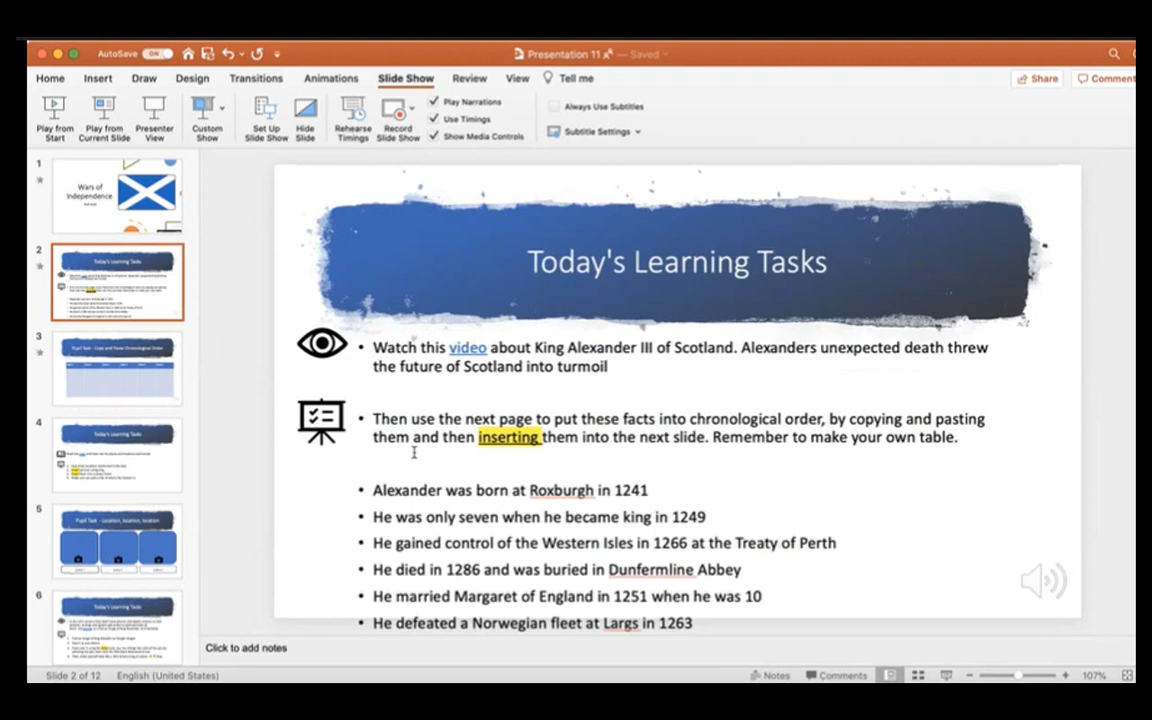 AutoSave ON Presentation 11 — Saved
Home Insert Draw Design Transitions Animations Slide Show Review View Tell me Share Comment
Play from Start
Play from Current Slide
Presenter View
Custom Show
Set Up Slide Show
Hide Slide
Rehearse Timings
Record Slide Show
Play Narrations
Use Timings
Show Media Controls
Always Use Subtitles
Subtitle Settings
1
Wars of
Independence
2
Today's Learning Tasks
3
Pupil Task - Copy and Paste Chronological Order
4
Today's Learning Tasks
5
Pupil Task - Location, location, location
6
Today's Learning Tasks
Today's Learning Tasks
• Watch this video about King Alexander III of Scotland. Alexanders unexpected death threw
the future of Scotland into turmoil
• Then use the next page to put these facts into chronological order, by copying and pasting
them and then inserting them into the next slide. Remember to make your own table.
• Alexander was born at Roxburgh in 1241
• He was only seven when he became king in 1249
• He gained control of the Western Isles in 1266 at the Treaty of Perth
• He died in 1286 and was buried in Dunfermline Abbey
• He married Margaret of England in 1251 when he was 10
• He defeated a Norwegian fleet at Largs in 1263
Click to add notes
Slide 2 of 12 English (United States) Notes Comments 107%